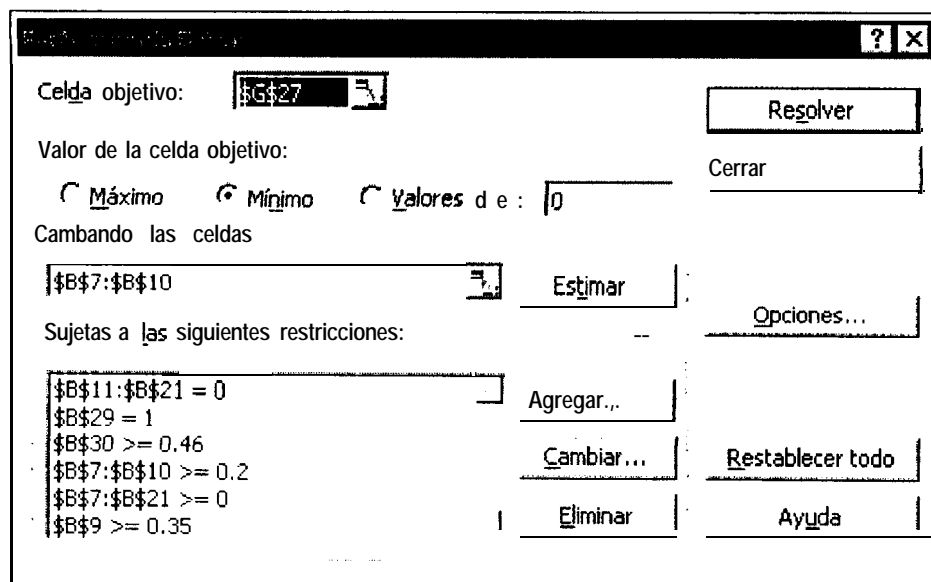 ? X
Celda objetivo: $G$27
Resolver
Valor de la celda objetivo:
Cerrar
Máximo Mínimo Valores d e : 0
Cambando las celdas
$B$7:$B$10 Estimar
Opciones...
Sujetas a las siguientes restricciones:
$B$11:$B$21 = 0
Agregar.,.
$B$29 = 1
$B$30 >= 0.46
Cambiar... Restablecer todo
$B$7:$B$10 >= 0.2
$B$7:$B$21 >= 0
Eliminar Ayuda
$B$9 >= 0.35